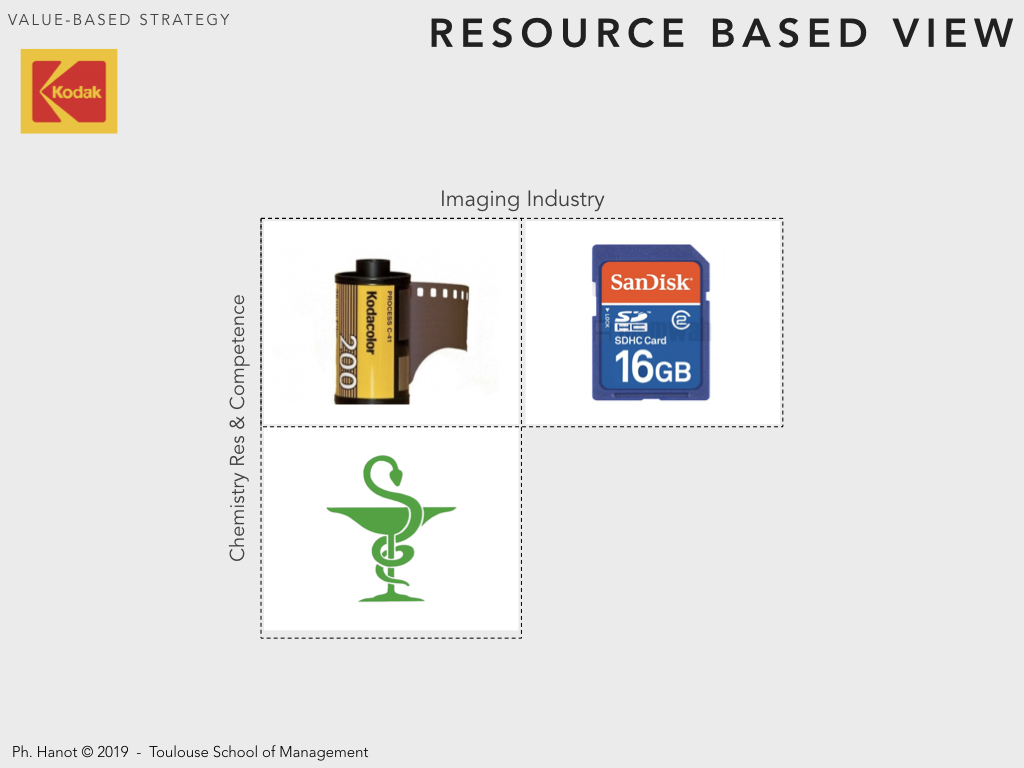 VALUE-BASED STRATEGY
RESOURCE BASED VIEW
Kodak
Imaging Industry
Chemistry Res & Competence
PROCESS C-41
Kodacolor
200
SanDisk
LOCK
SD
HC
2
SDHC Card
16GB
Ph. Hanot © 2019 - Toulouse School of Management